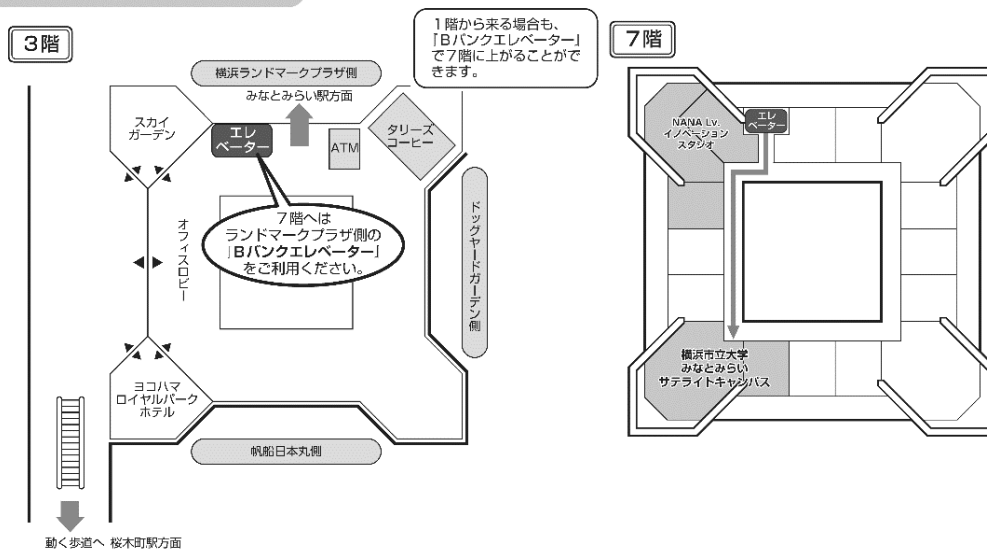 3階
1階から来る場合も、
「Bバンクエレベーター」
で7階に上がることがで
きます。
7階
横浜ランドマークプラザ側
みなとみらい駅方面
スカイ
ガーデン
エレ
ベーター
ATM
タリーズ
コーヒー
7階へは
ランドマークプラザ側の
「Bバンクエレベーター」
をご利用ください。
オフィスロビー
ドッグヤードガーデン側
ヨコハマ
ロイヤルパーク
ホテル
帆船日本丸側
動く歩道へ 桜木町駅方面
NANA Lv.
イノベーション
スタジオ
エレ
ベーター
横浜市立大学
みなとみらい
サテライトキャンパス